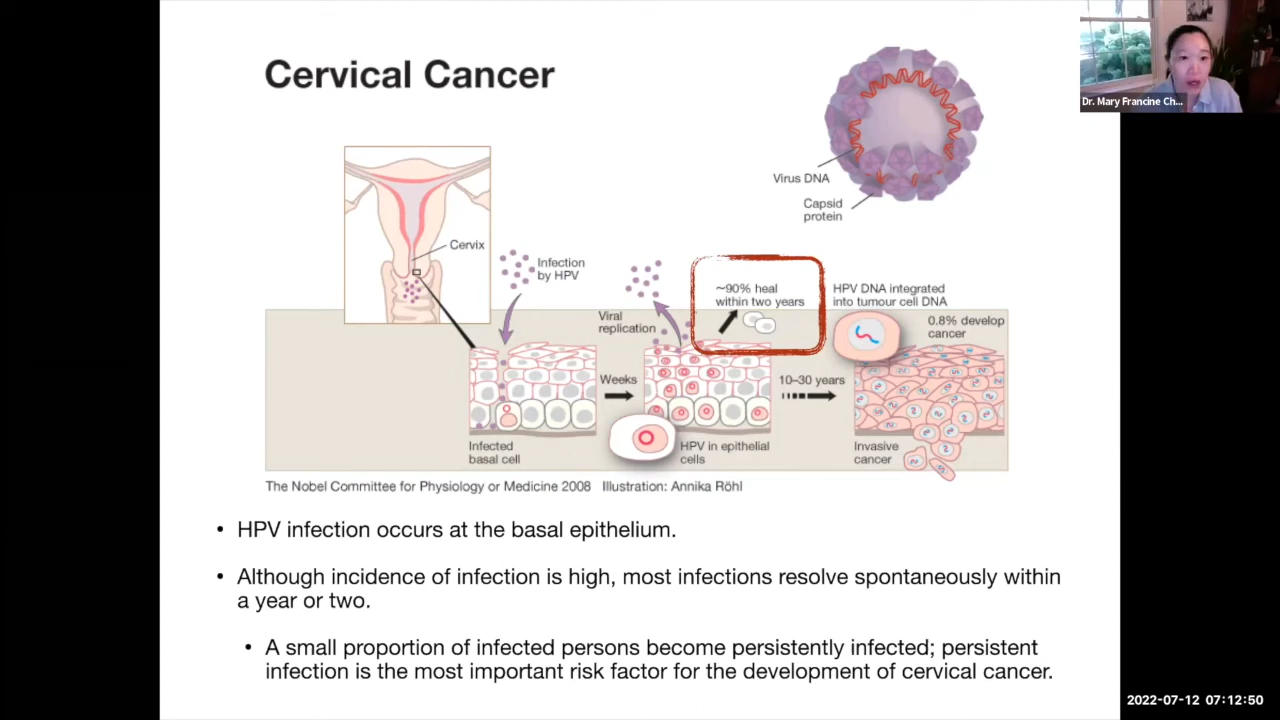 Cervical Cancer
Dr. Mary Francine Ch...
Virus DNA
Capsid
protein
Cervix
Infection
by HPV
~90% heal
within two years
HPV DNA integrated
into tumour cell DNA
Viral
replication
0.8% develop
cancer
Weeks
10–30 years
Infected
basal cell
HPV in epithelial
cells
Invasive
cancer
The Nobel Committee for Physiology or Medicine 2008 Illustration: Annika Röhl
• HPV infection occurs at the basal epithelium.
• Although incidence of infection is high, most infections resolve spontaneously within
a year or two.
• A small proportion of infected persons become persistently infected; persistent
infection is the most important risk factor for the development of cervical cancer.
2022-07-12 07:12:50